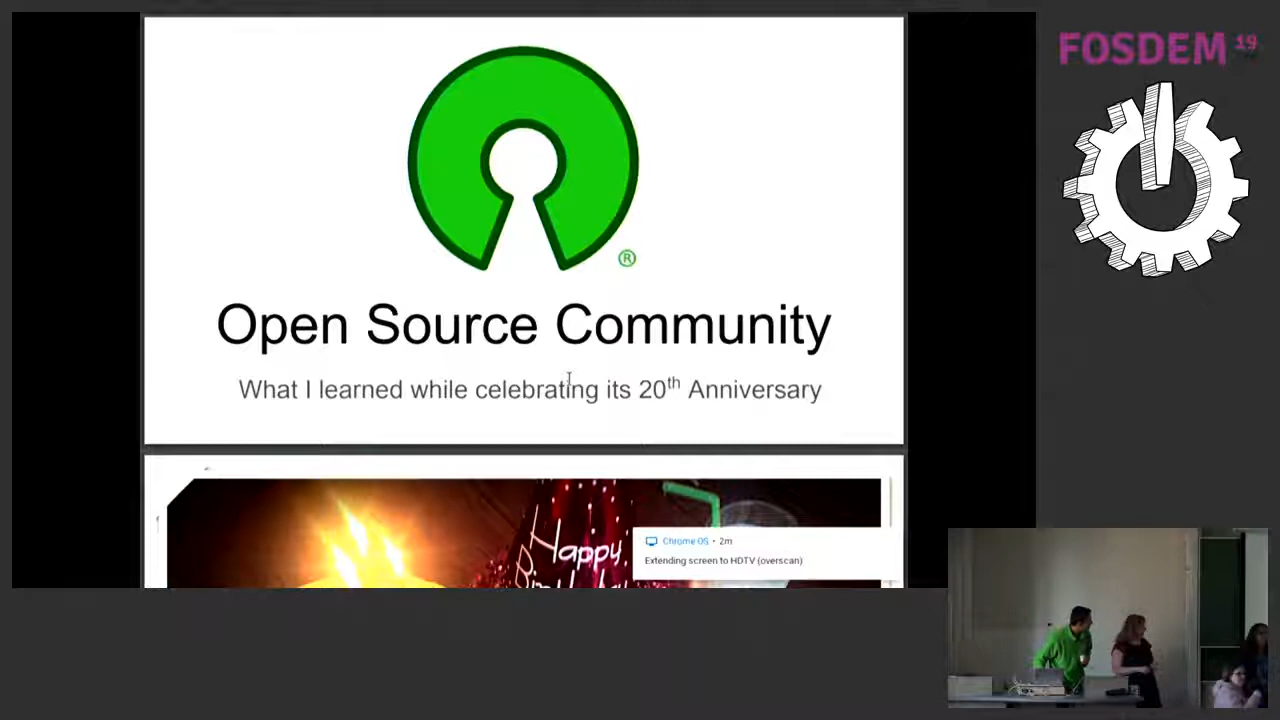 FOSDEM 19
®
Open Source Community
What I learned while celebrating its 20th Anniversary
Happy
Chrome OS • 2m
Extending screen to HDTV (overscan)